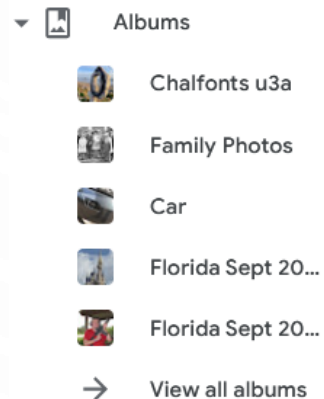 Albums
Chalfonts u3a
Family Photos
Car
Florida Sept 20...
Florida Sept 20...
View all albums